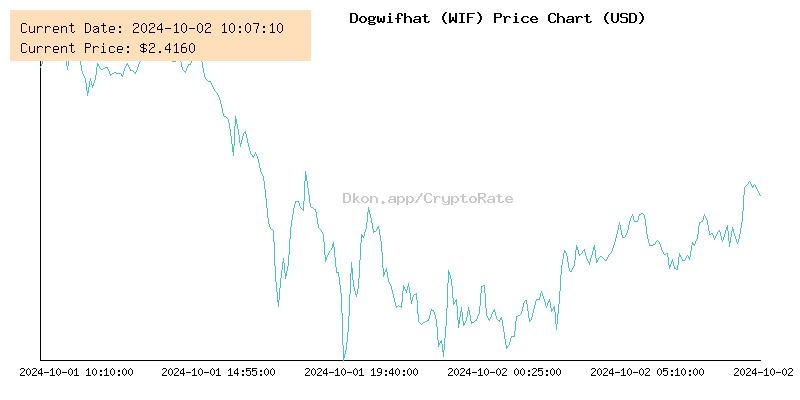 Dogwifhat (WIF) Price Chart (USD)
Current Date: 2024-10-02 10:07:10
Current Price: $2.4160
Dkon.app/CryptoRate
2024-10-01 10:10:00 2024-10-01 14:55:00 2024-10-01 19:40:00 2024-10-02 00:25:00 2024-10-02 05:10:00 2024-10-02